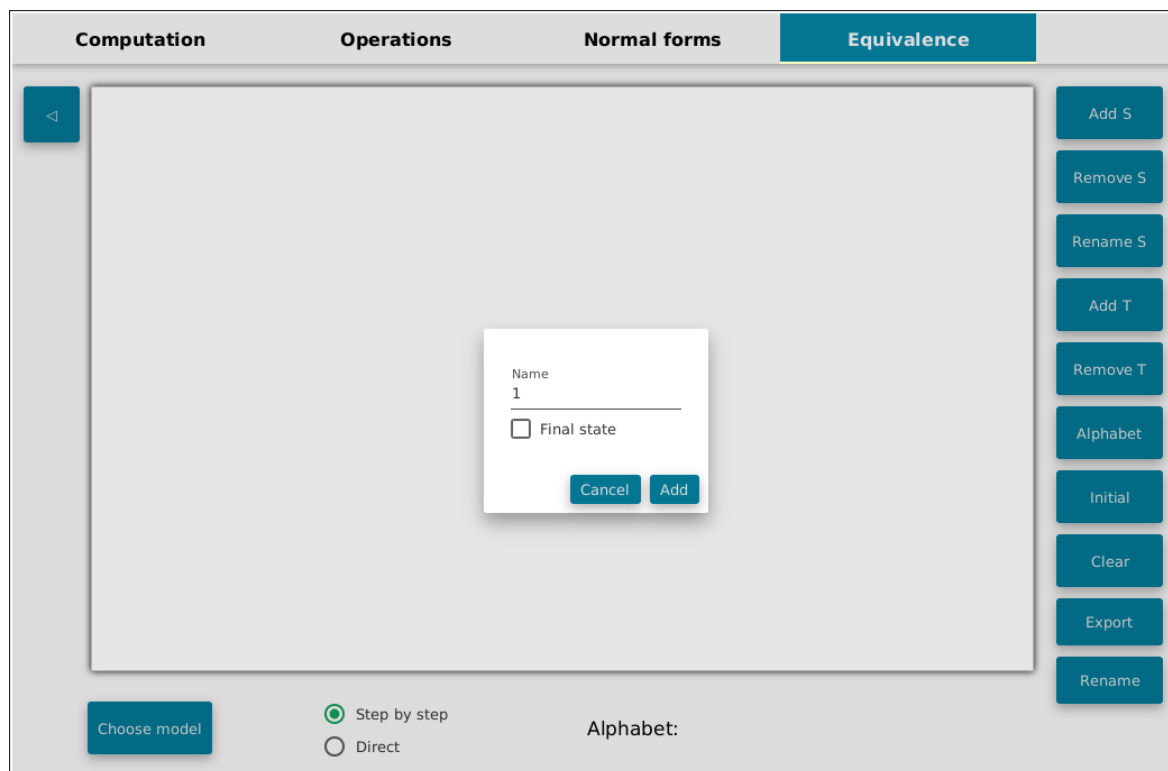 Computation Operations Normal forms Equivalence
◁
Add S
Remove S
Rename S
Add T
Remove T
Alphabet
Initial
Clear
Export
Rename
Name
1
Final state
Cancel Add
Choose model
Step by step
Direct
Alphabet: